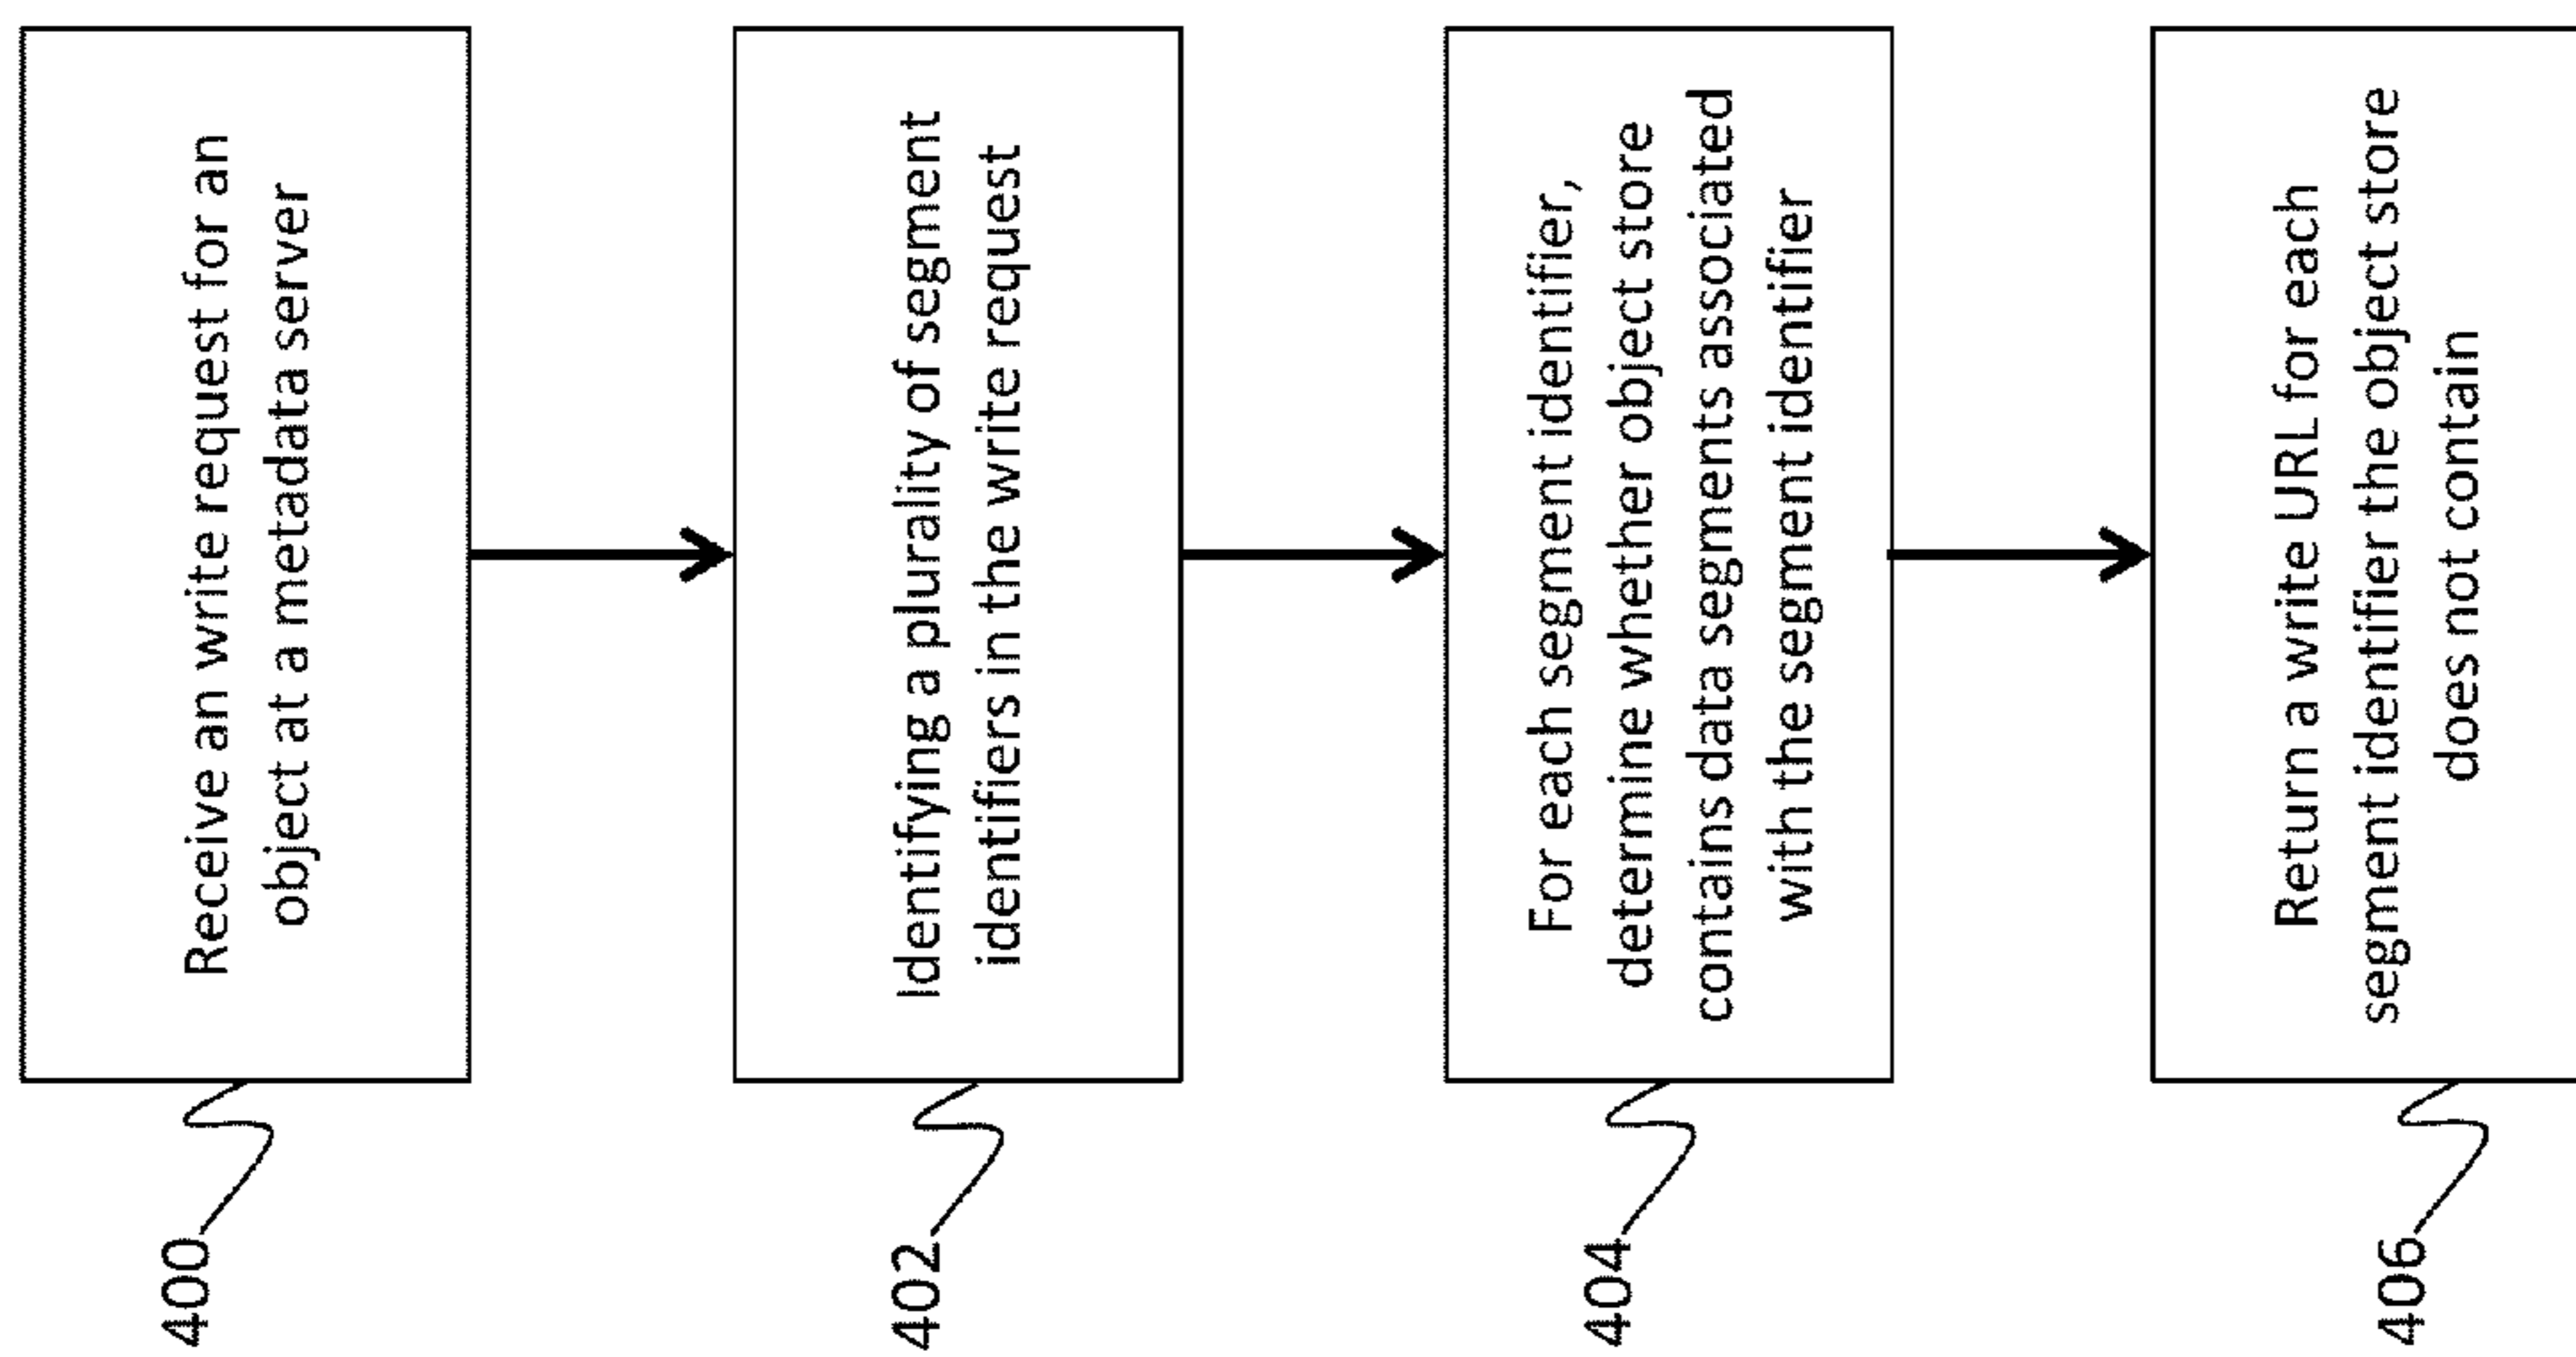 400
Receive an write request for an
object at a metadata server
402
Identifying a plurality of segment
identifiers in the write request
404
For each segment identifier,
determine whether object store
contains data segments associated
with the segment identifier
406
Return a write URL for each
segment identifier the object store
does not contain